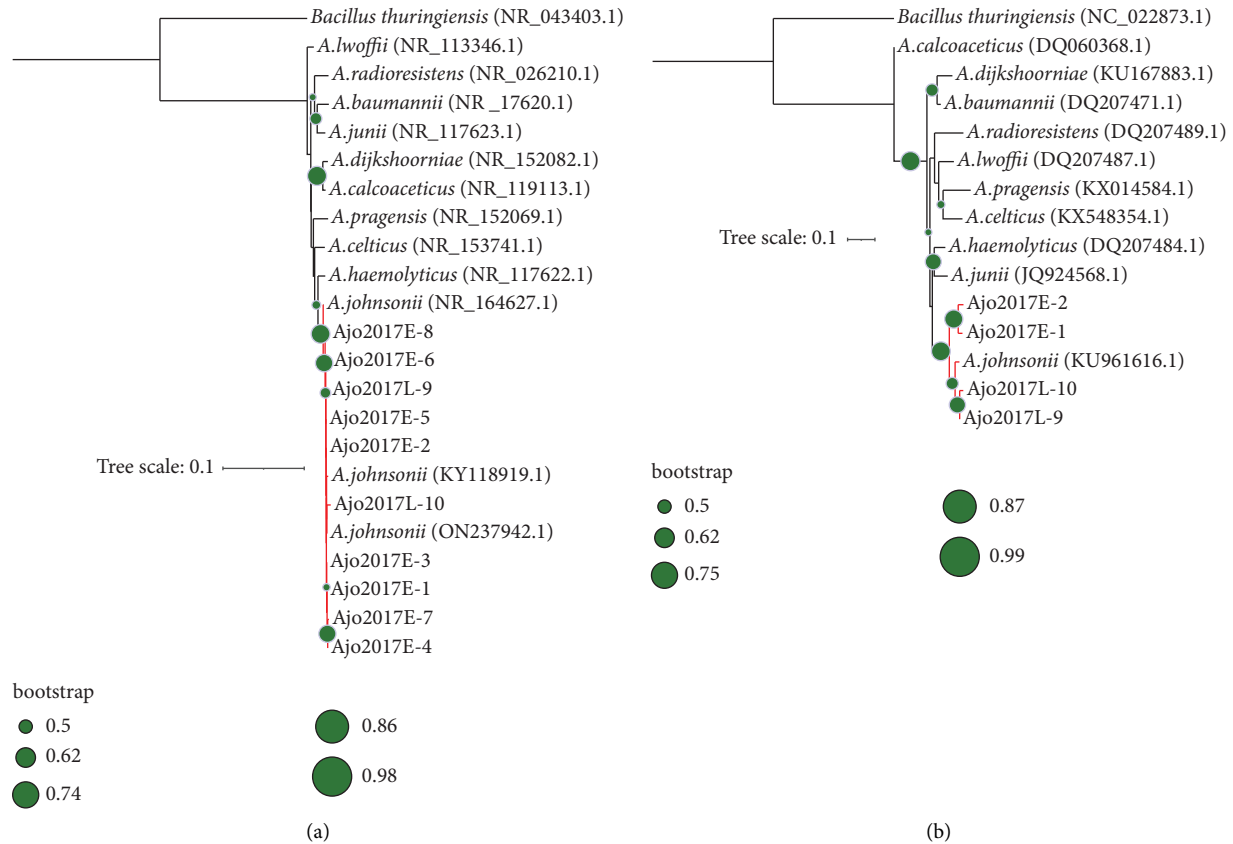 Bacillus thuringiensis (NR_043403.1)
A.lwoffii (NR_113346.1)
A.radioresistens (NR_026210.1)
A.baumannii (NR _17620.1)
A.junii (NR_117623.1)
A.dijkshoorniae (NR_152082.1)
A.calcoaceticus (NR_119113.1)
A.pragensis (NR_152069.1)
A.celticus (NR_153741.1)
A.haemolyticus (NR_117622.1)
A.johnsonii (NR_164627.1)
Ajo2017E-8
Ajo2017E-6
Ajo2017L-9
Ajo2017E-5
Ajo2017E-2
Tree scale: 0.1
A.johnsonii (KY118919.1)
Ajo2017L-10
A.johnsonii (ON237942.1)
Ajo2017E-3
Ajo2017E-1
Ajo2017E-7
Ajo2017E-4
bootstrap
0.5
0.62
0.74
0.86
0.98
(a)
Bacillus thuringiensis (NC_022873.1)
A.calcoaceticus (DQ060368.1)
A.dijkshoorniae (KU167883.1)
A.baumannii (DQ207471.1)
A.radioresistens (DQ207489.1)
A.lwoffii (DQ207487.1)
A.pragensis (KX014584.1)
A.celticus (KX548354.1)
Tree scale: 0.1
A.haemolyticus (DQ207484.1)
A.junii (JQ924568.1)
Ajo2017E-2
Ajo2017E-1
A.johnsonii (KU961616.1)
Ajo2017L-10
Ajo2017L-9
bootstrap
0.5
0.62
0.75
0.87
0.99
(b)